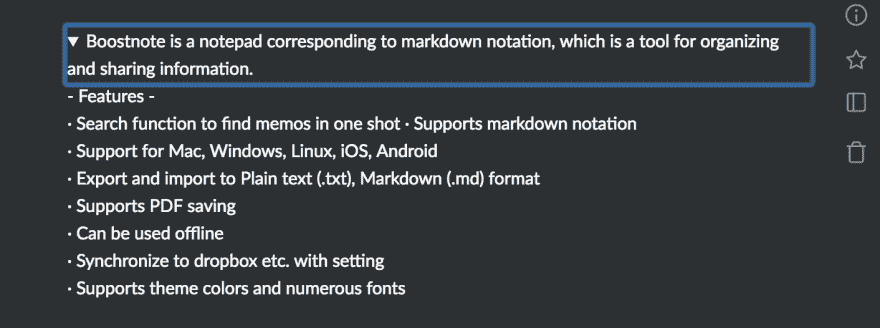 ▼ Boostnote is a notepad corresponding to markdown notation, which is a tool for organizing
and sharing information.
- Features -
· Search function to find memos in one shot · Supports markdown notation
· Support for Mac, Windows, Linux, iOS, Android
· Export and import to Plain text (.txt), Markdown (.md) format
· Supports PDF saving
· Can be used offline
· Synchronize to dropbox etc. with setting
· Supports theme colors and numerous fonts